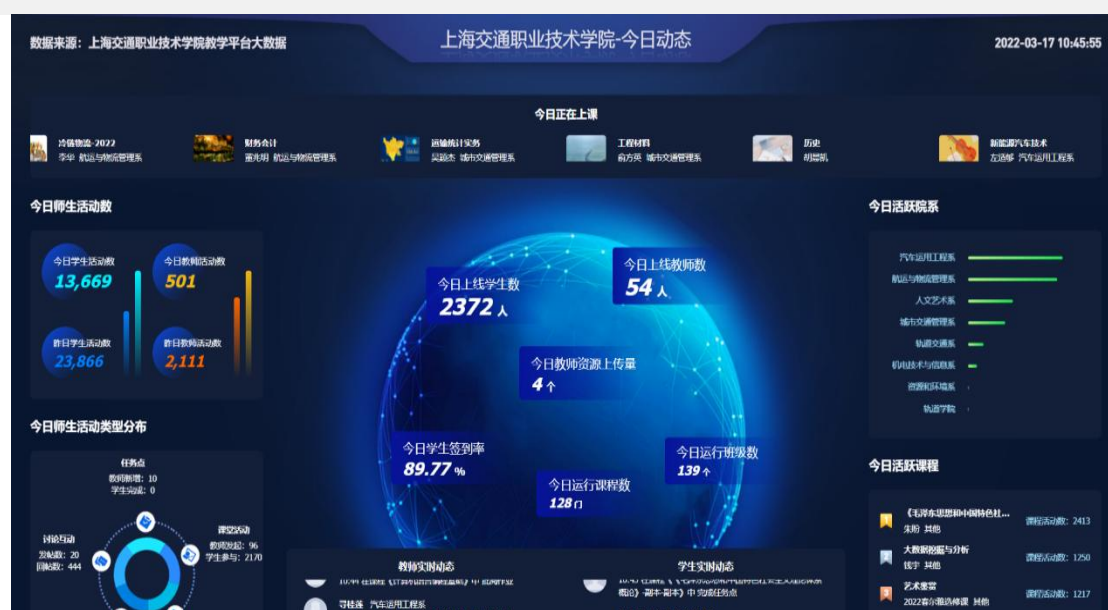 数据来源：上海交通职业技术学院教学平台大数据
上海交通职业技术学院-今日动态
2022-03-17 10:45:55
今日正在上课
冷链物流-2022
李华 航运与物流管理系
财务会计
董兆明 航运与物流管理系
运输统计实务
吴颖杰 城市交通管理系
工程材料
俞方英 城市交通管理系
历史
新能源汽车技术
左适够 汽车运用工程系
今日师生活动数
今日学生活动数
13,669
今日教师活动数
501
昨日学生活动数
23,866
昨日教师活动数
2,111
今日上线学生数
2372 人
今日上线教师数
54 人
今日教师资源上传量
4 个
今日学生签到率
89.77 %
今日运行班级数
139 个
今日运行课程数
128 门
今日活跃院系
汽车运用工程系
航运与物流管理系
人文艺术系
城市交通管理系
轨道交通系
机电技术与信息系
资源和环境系
轨道学院
今日师生活动类型分布
任务点
教师新增: 10
学生完成: 0
讨论互动
发帖数: 20
回帖数: 444
课堂活动
教师发起: 96
学生参与: 2170
教师实时动态
寻桂莲 汽车运用工程系
学生实时动态
概论》-副本-副本》中 完成任务点
今日活跃课程
1
《毛泽东思想和中国特色社...
朱盼 其他
课程活动数: 2413
2
大数据挖掘与分析
钱宇 其他
课程活动数: 1250
3
艺术鉴赏
2022春尔雅选修课 其他
课程活动数: 1217